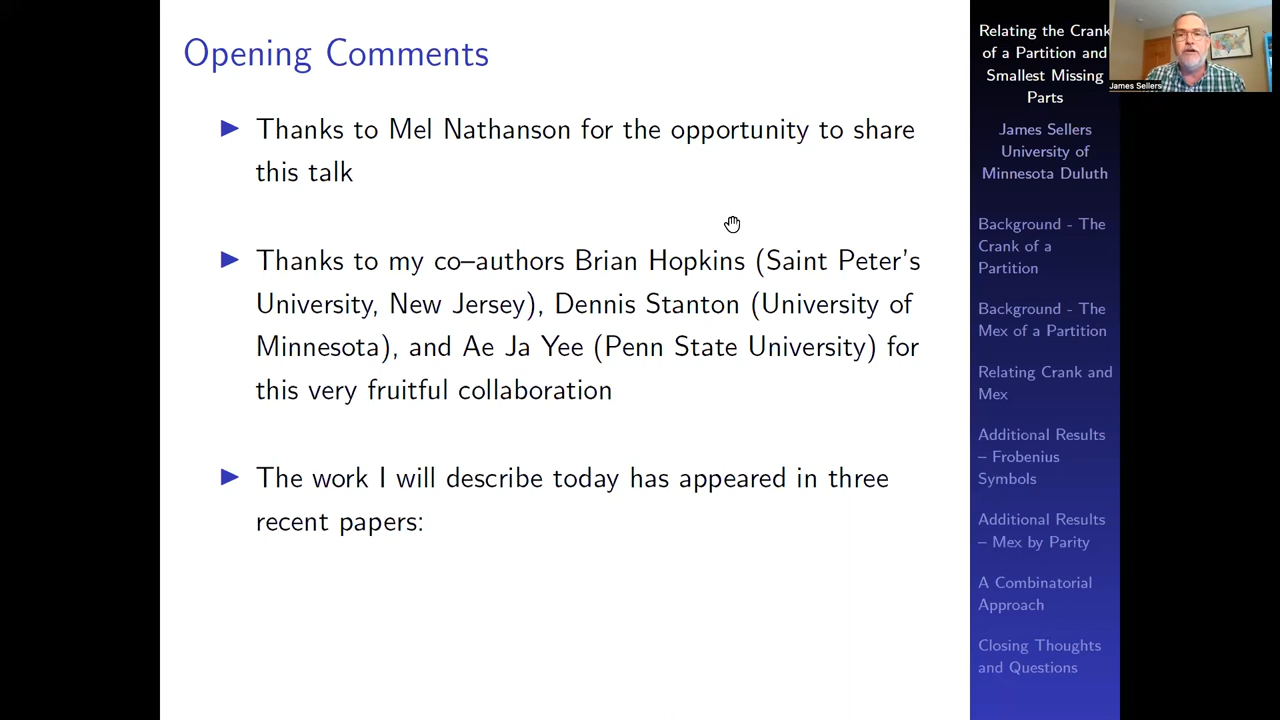 Opening Comments
Thanks to Mel Nathanson for the opportunity to share
this talk
Thanks to my co–authors Brian Hopkins (Saint Peter's
University, New Jersey), Dennis Stanton (University of
Minnesota), and Ae Ja Yee (Penn State University) for
this very fruitful collaboration
The work I will describe today has appeared in three
recent papers:
Relating the Crank
of a Partition and
Smallest Missing
Parts
James Sellers
University of
Minnesota Duluth
Background - The
Crank of a
Partition
Background - The
Mex of a Partition
Relating Crank and
Mex
Additional Results
– Frobenius
Symbols
Additional Results
– Mex by Parity
A Combinatorial
Approach
Closing Thoughts
and Questions
James Sellers